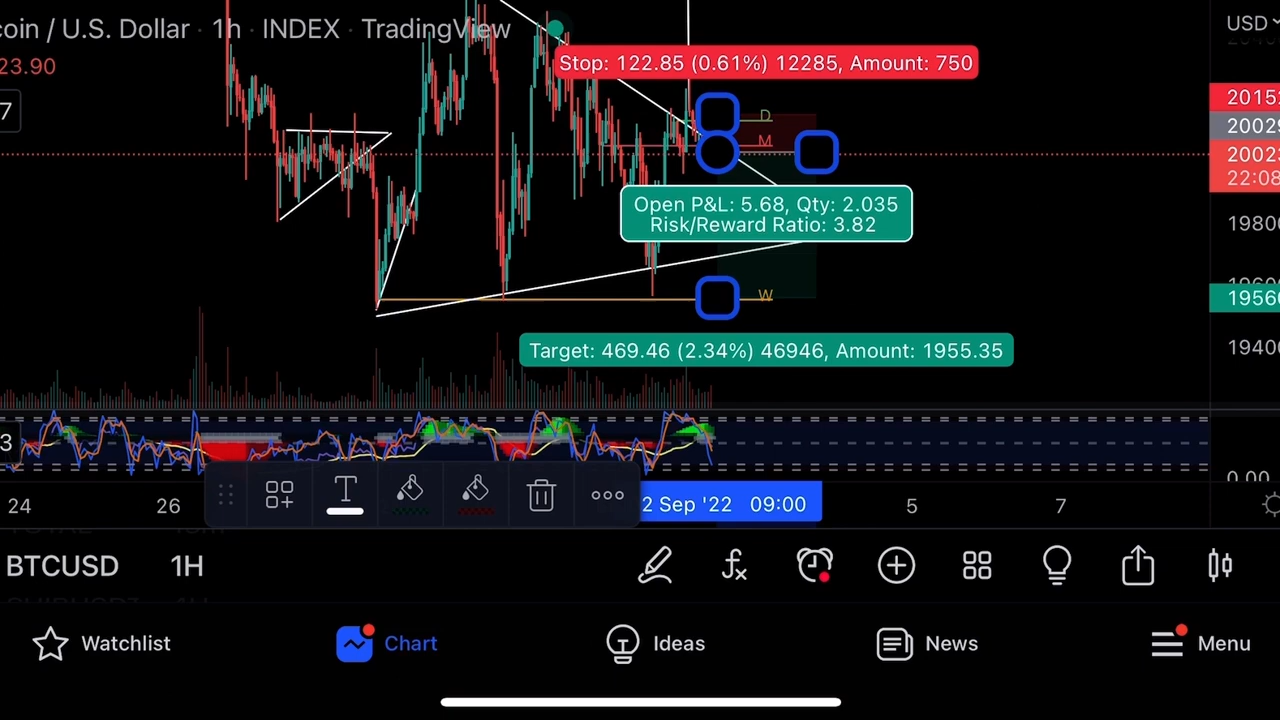 coin / U.S. Dollar · 1h · INDEX · TradingView
USD
23.90
Stop: 122.85 (0.61%) 12285, Amount: 750
7
2015
D
2002
M
2002
22:08
Open P&L: 5.68, Qty: 2.035
Risk/Reward Ratio: 3.82
1980
W
1956
Target: 469.46 (2.34%) 46946, Amount: 1955.35
1940
3
0.00
24
26
T
2 Sep '22 09:00
5
7
BTCUSD 1H
fx
Watchlist
Chart
Ideas
News
Menu